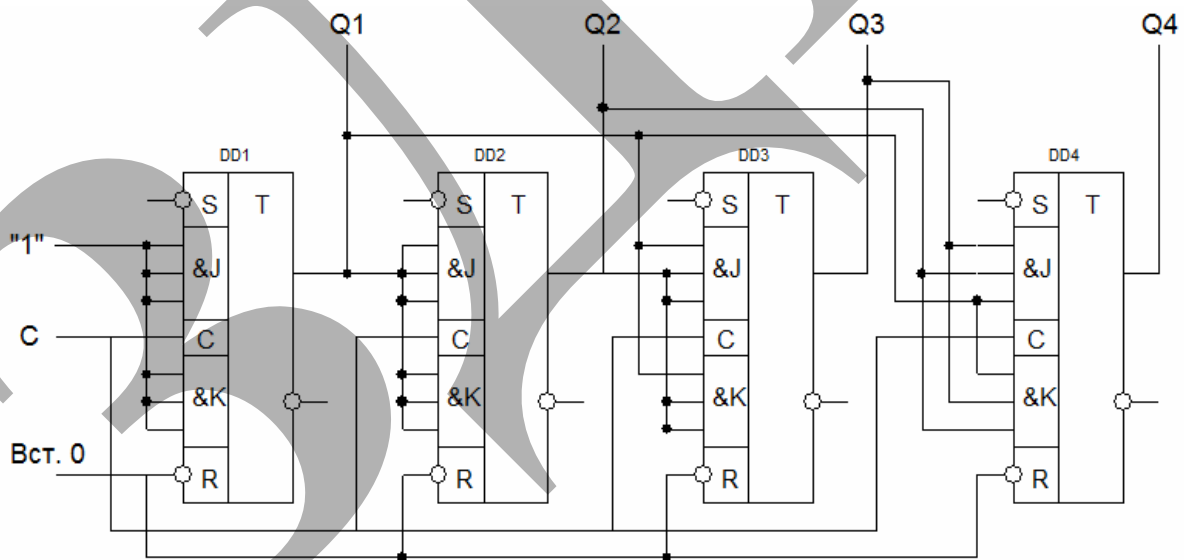 Q1 Q2 Q3 Q4
DD1 DD2 DD3 DD4
S T S T S T S T
"1"
&J &J &J &J
C
C C C C
&K &K &K &K
Вст. 0
R R R R